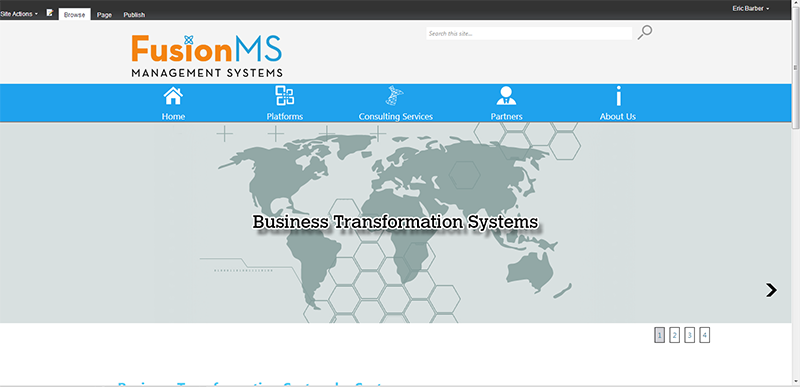 Site Actions Browse Page Publish Eric Barber
Search this site...
FusionMS
MANAGEMENT SYSTEMS
Home Platforms Consulting Services Partners About Us
Business Transformation Systems
1 2 3 4